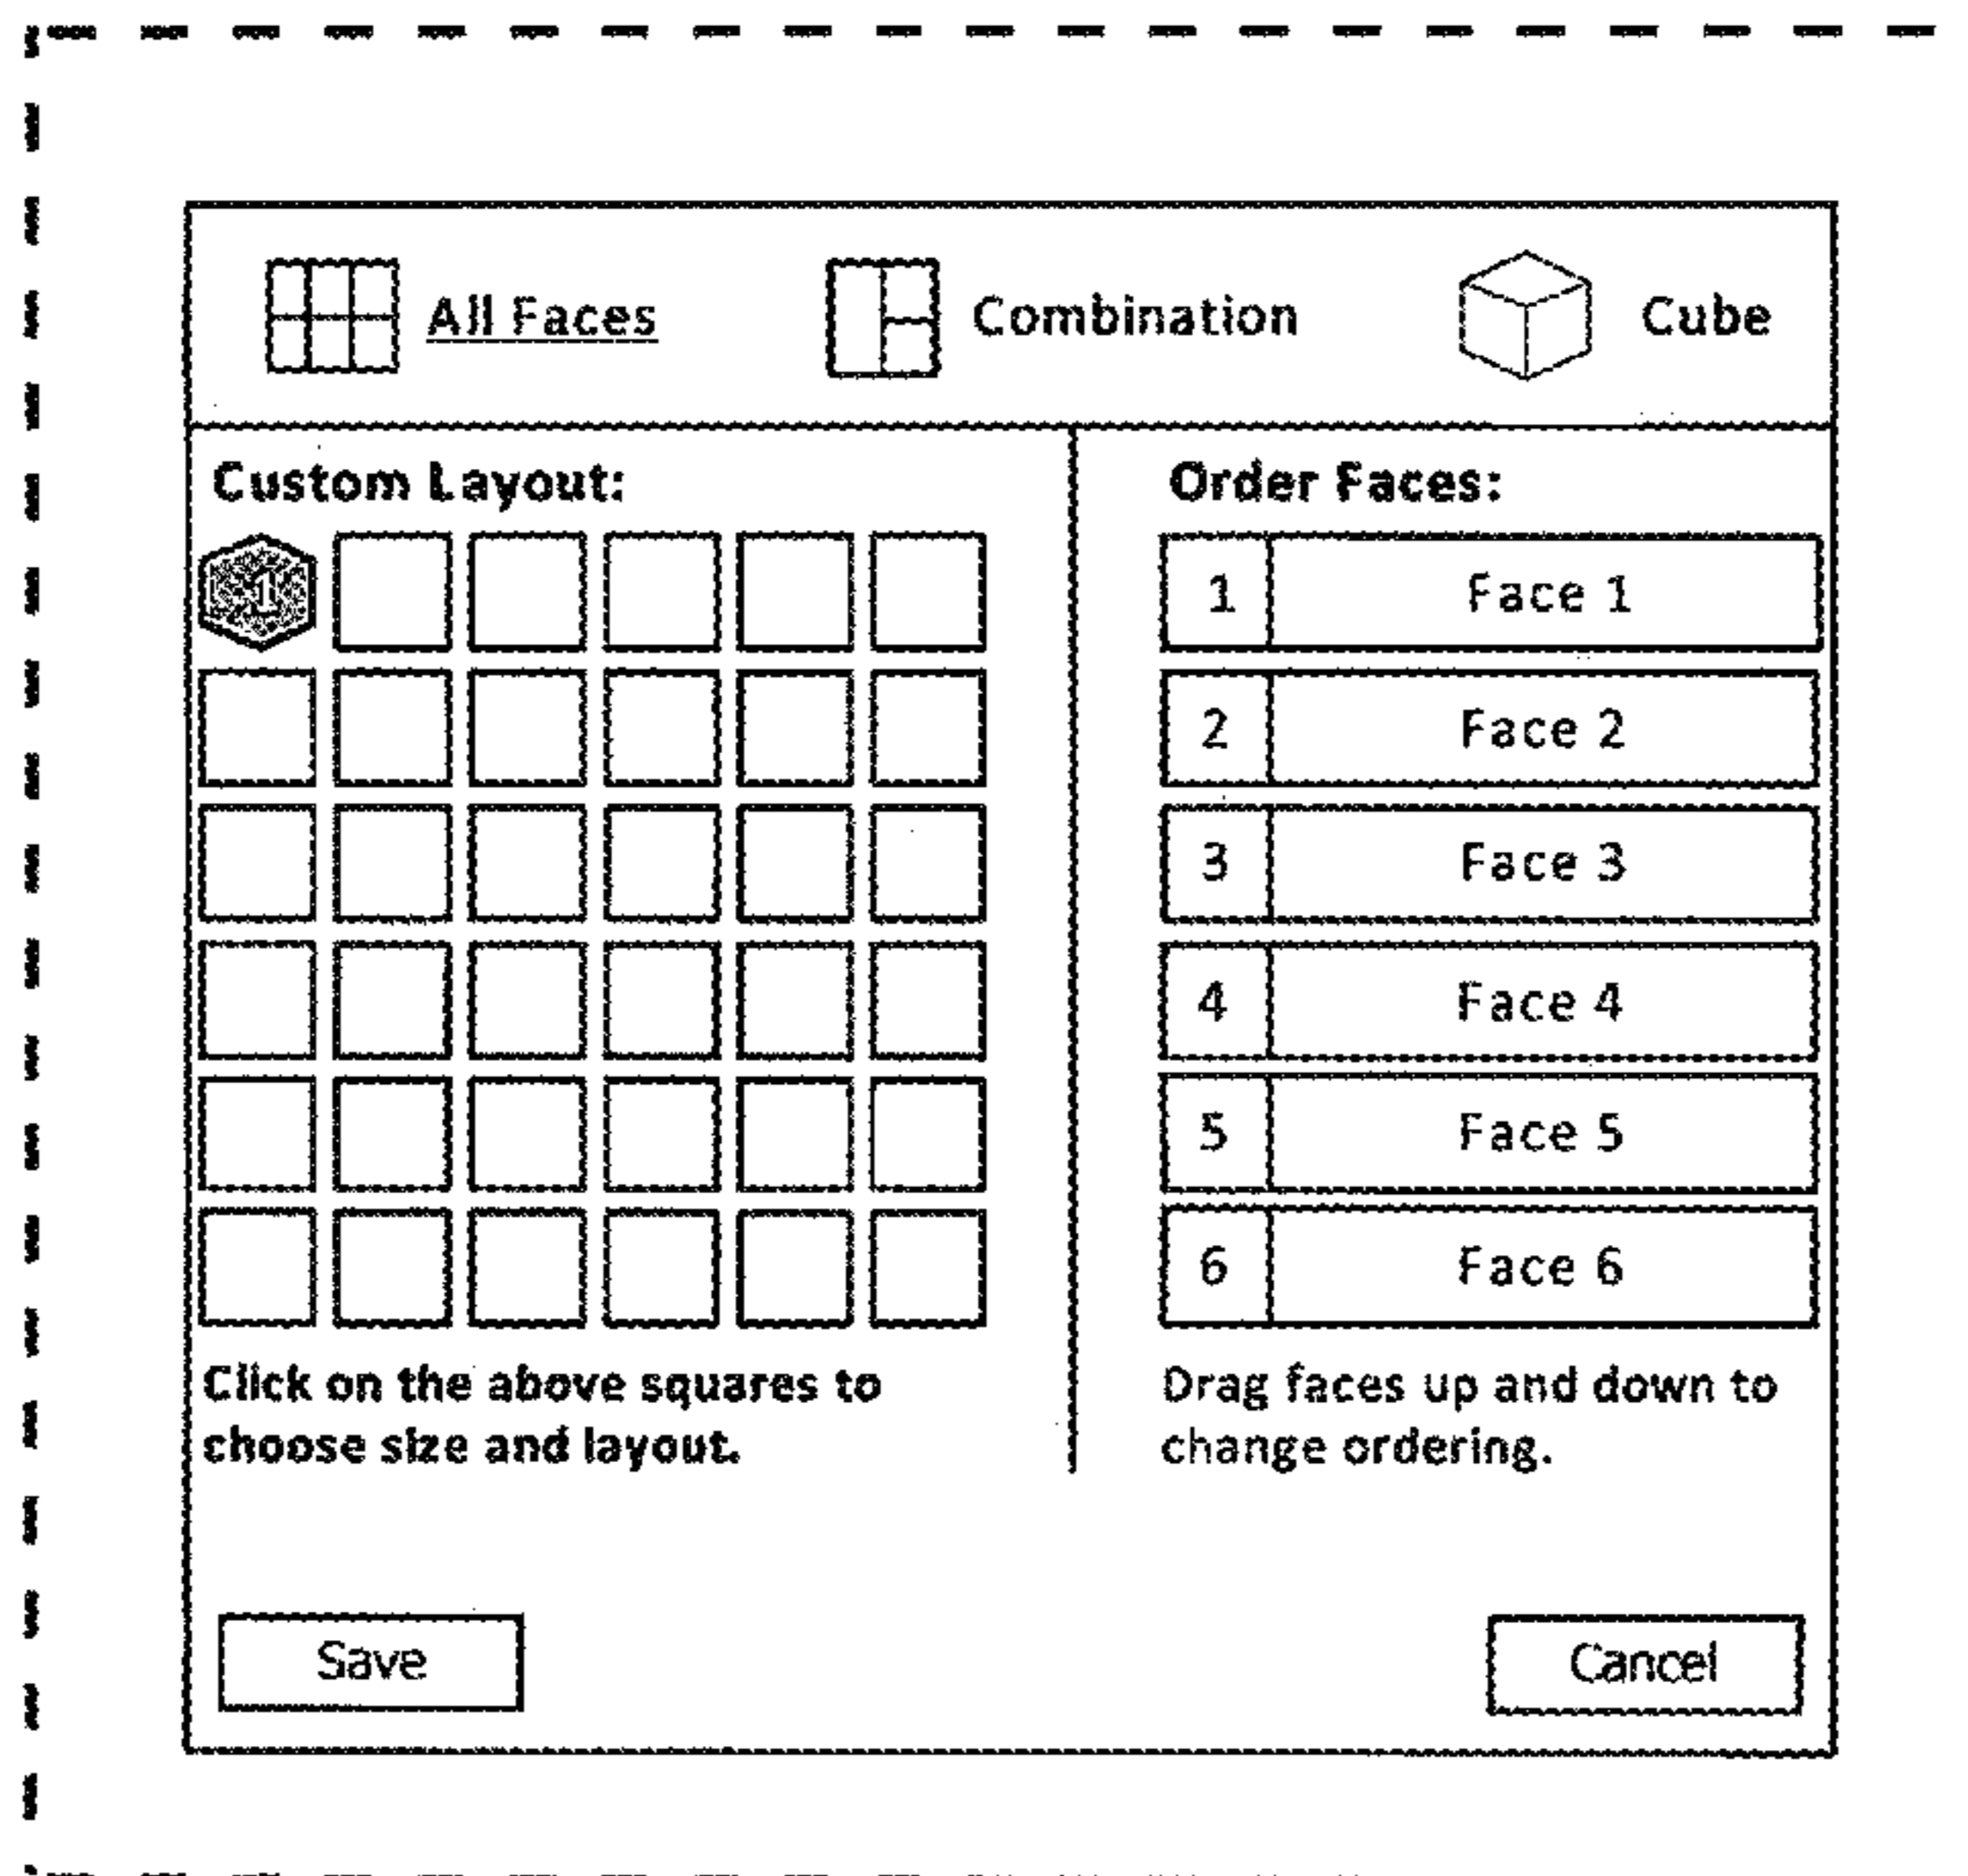 All Faces Combination Cube
Custom Layout:
1
Click on the above squares to
choose size and layout.
Order Faces:
1 Face 1
2 Face 2
3 Face 3
4 Face 4
5 Face 5
6 Face 6
Drag faces up and down to
change ordering.
Save Cancel